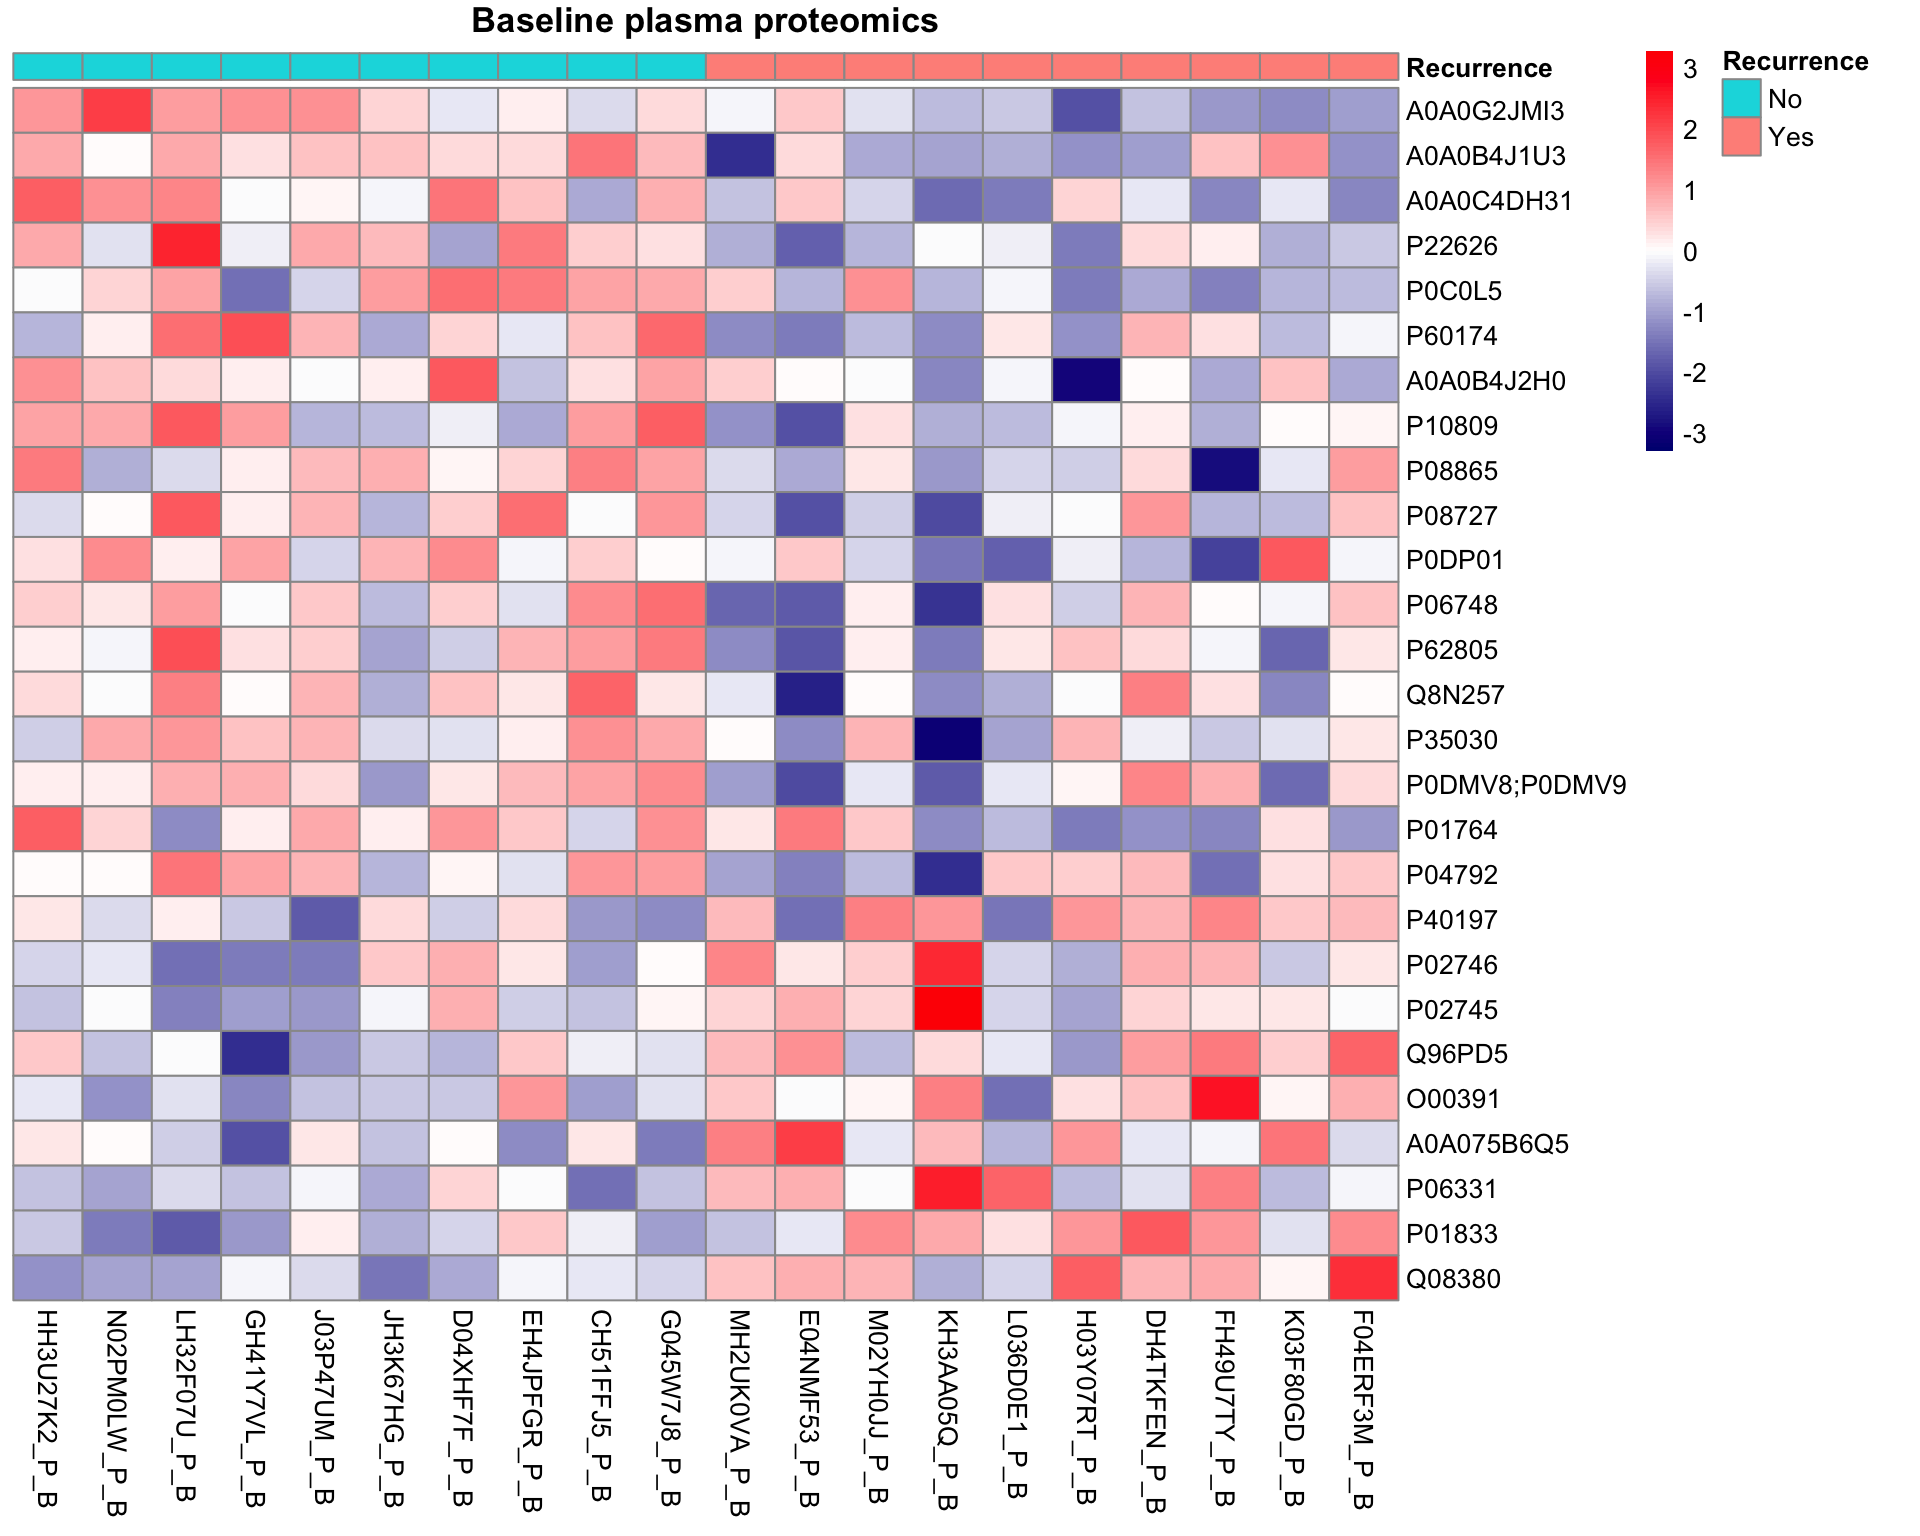 Baseline plasma proteomics
Recurrence
A0A0G2JMI3
A0A0B4J1U3
A0A0C4DH31
P22626
P0C0L5
P60174
A0A0B4J2H0
P10809
P08865
P08727
P0DP01
P06748
P62805
Q8N257
P35030
P0DMV8;P0DMV9
P01764
P04792
P40197
P02746
P02745
Q96PD5
O00391
A0A075B6Q5
P06331
P01833
Q08380
HH3U27K2_P_B
N02PM0LW_P_B
LH32F07U_P_B
GH41Y7VL_P_B
J03P47UM_P_B
JH3K67HG_P_B
D04XHF7F_P_B
EH4JPFGR_P_B
CH51FFJ5_P_B
G045W7J8_P_B
MH2UK0VA_P_B
E04NMF53_P_B
M02YH0JJ_P_B
KH3AA05Q_P_B
L036D0E1_P_B
H03Y07RT_P_B
DH4TKFEN_P_B
FH49U7TY_P_B
K03F80GD_P_B
F04ERF3M_P_B
3
2
1
0
-1
-2
-3
Recurrence
No
Yes